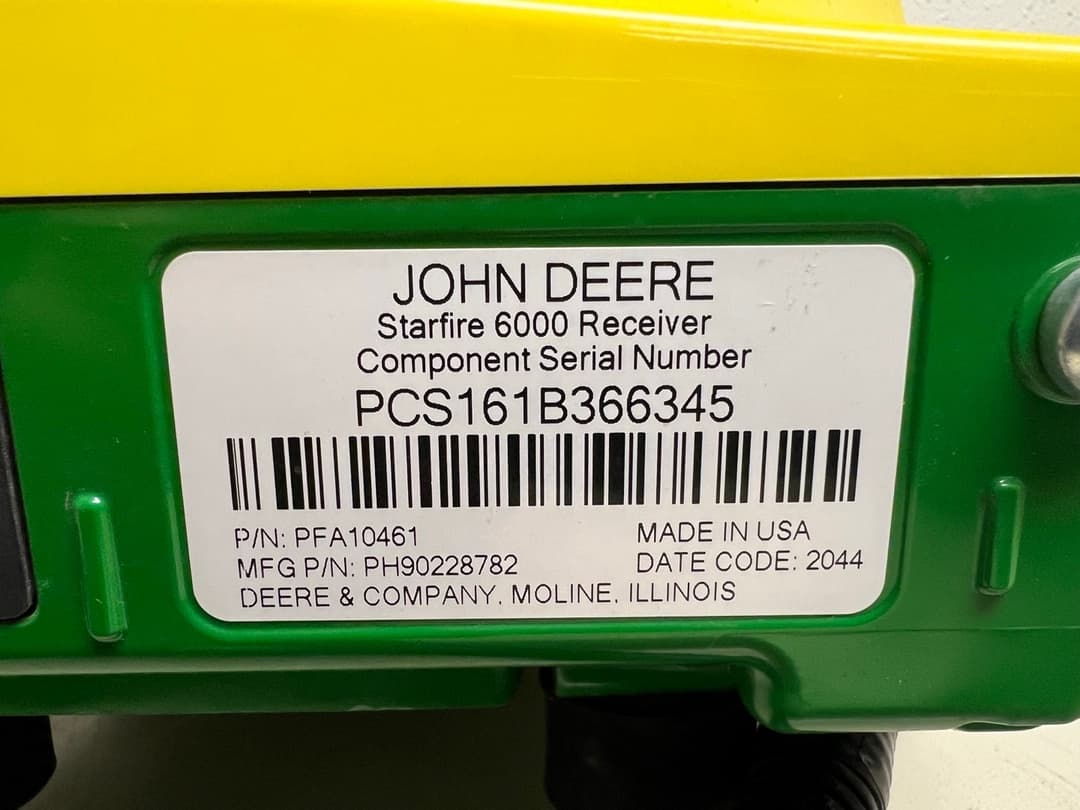 JOHN DEERE
Starfire 6000 Receiver
Component Serial Number
PCS161B366345
P/N: PFA10461
MADE IN USA
MFG P/N: PH90228782
DATE CODE: 2044
DEERE & COMPANY, MOLINE, ILLINOIS